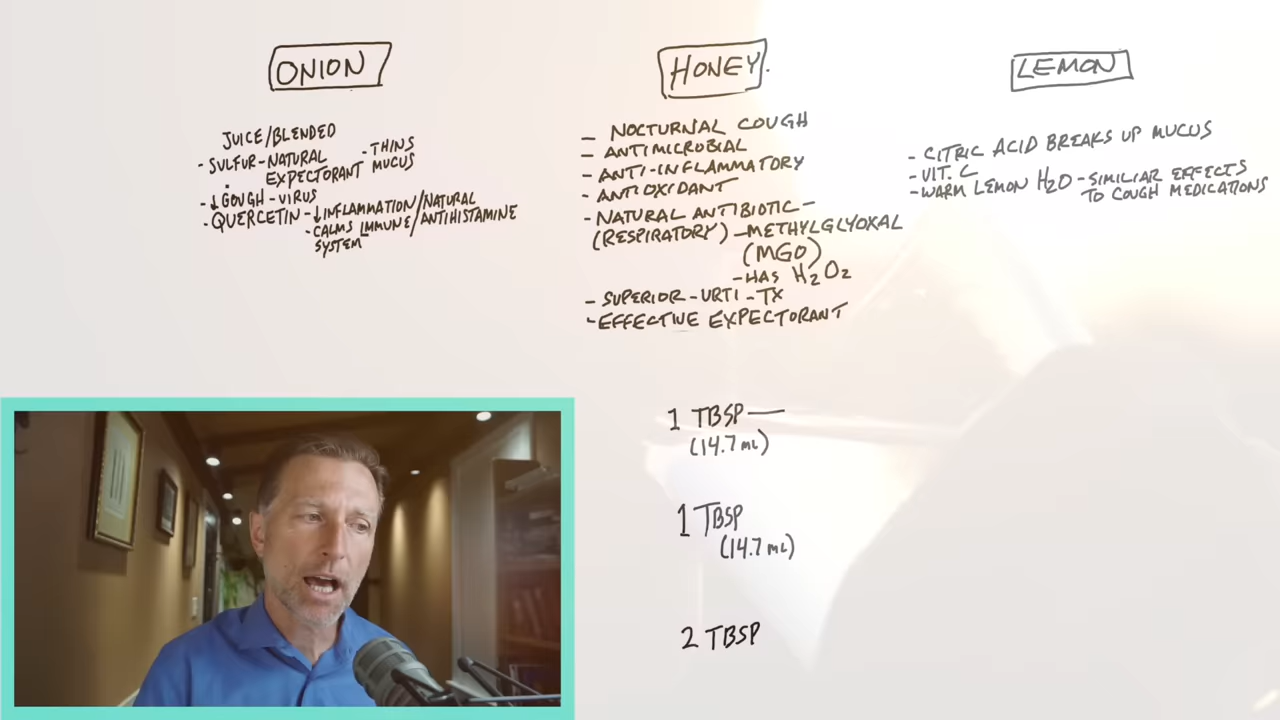 ONION
JUICE/BLENDED
- SULFUR-NATURAL - THINS
EXPECTORANT MUCUS
- ↓ COUGH-VIRUS
- QUERCETIN - ↓ INFLAMMATION/NATURAL
- CALMS IMMUNE/ANTIHISTAMINE
SYSTEM
HONEY.
- NOCTURNAL COUGH
- ANTIMICROBIAL
- ANTI-INFLAMMATORY
- ANTIOXIDANT
- NATURAL ANTIBIOTIC -
(RESPIRATORY) - METHYLGLYOXAL
(MGO)
- HAS H2O2
- SUPERIOR-URTI-TX
- EFFECTIVE EXPECTORANT
LEMON
- CITRIC ACID BREAKS UP MUCUS
- VIT. C
- WARM LEMON H2O - SIMILIAR EFFECTS
TO COUGH MEDICATIONS
1 TBSP —
(14.7 mL)
1 TBSP
(14.7 mL)
2 TBSP